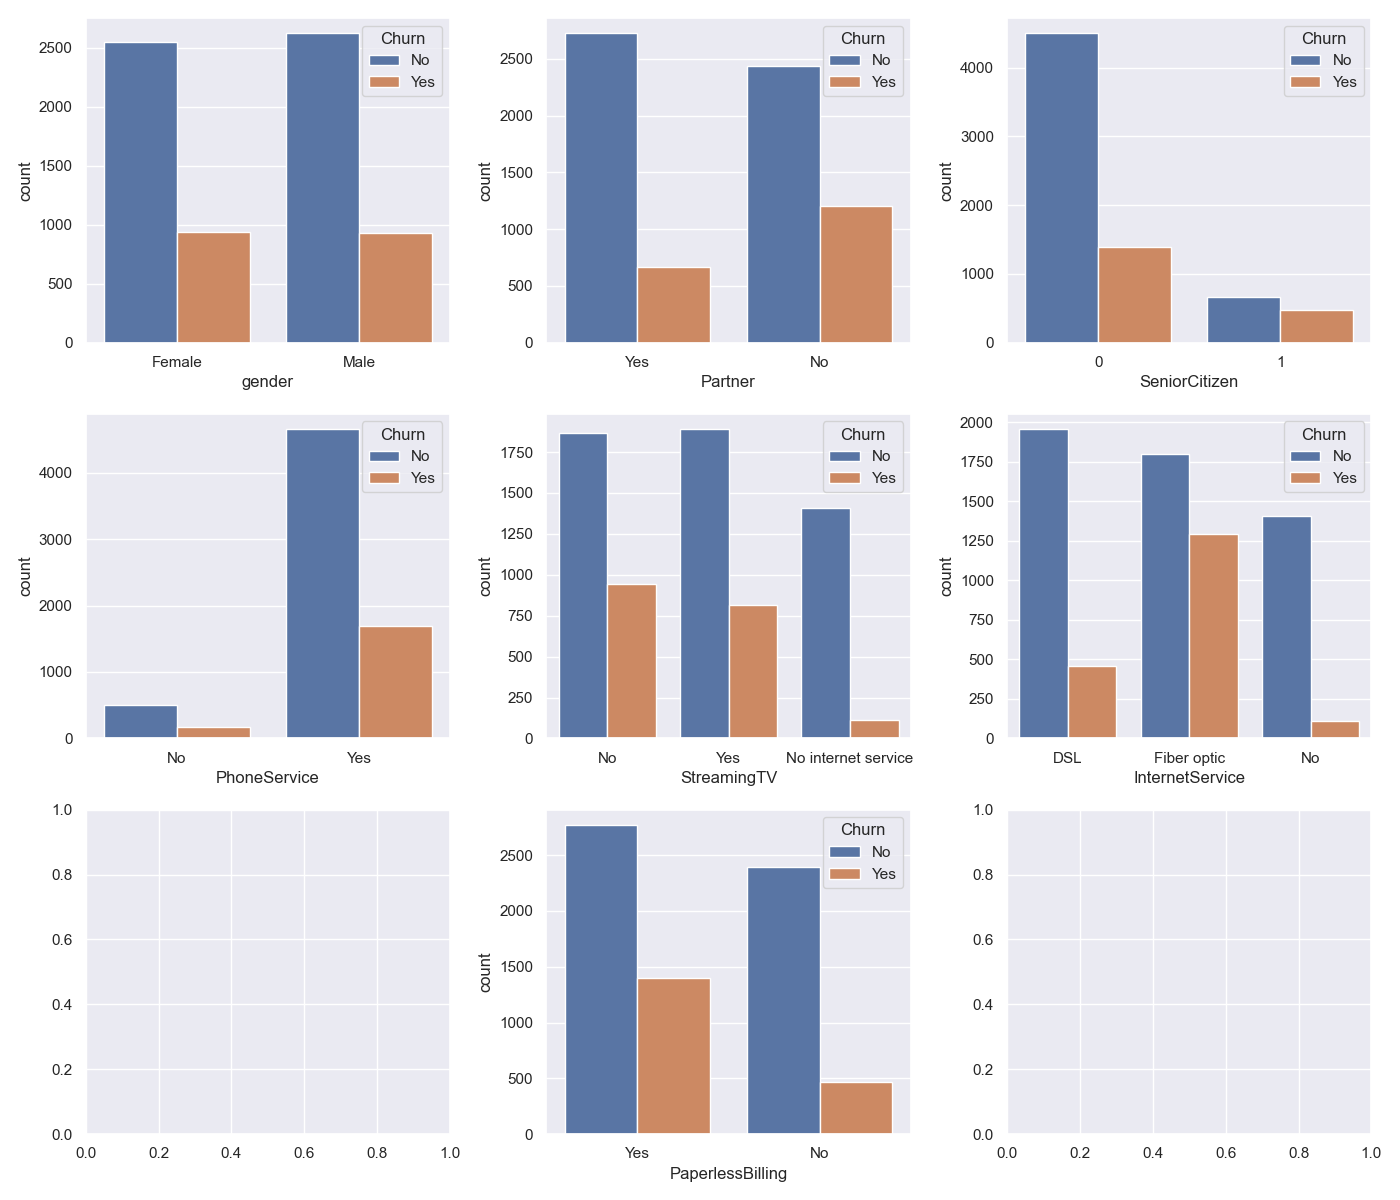 Churn
No
Yes
2500
2000
1500
1000
500
0
count
Female Male
gender
Churn
No
Yes
2500
2000
1500
1000
500
0
count
Yes No
Partner
Churn
No
Yes
4000
3000
2000
1000
0
count
0 1
SeniorCitizen
Churn
No
Yes
4000
3000
2000
1000
0
count
No Yes
PhoneService
Churn
No
Yes
1750
1500
1250
1000
750
500
250
0
count
No Yes No internet service
StreamingTV
Churn
No
Yes
2000
1750
1500
1250
1000
750
500
250
0
count
DSL Fiber optic No
InternetService
1.0
0.8
0.6
0.4
0.2
0.0
0.0 0.2 0.4 0.6 0.8 1.0
Churn
No
Yes
2500
2000
1500
1000
500
0
count
Yes No
PaperlessBilling
1.0
0.8
0.6
0.4
0.2
0.0
0.0 0.2 0.4 0.6 0.8 1.0